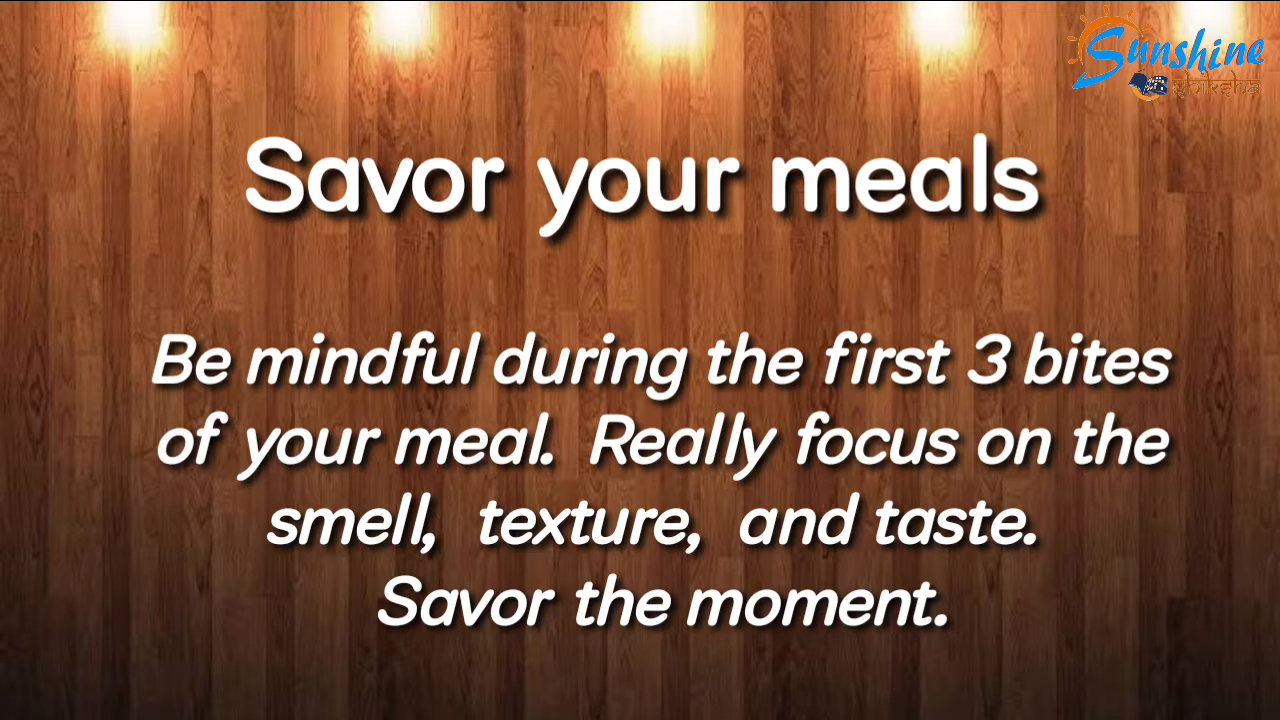 Sunshine
shiksha
Savor your meals
Be mindful during the first 3 bites
of your meal. Really focus on the
smell, texture, and taste.
Savor the moment.